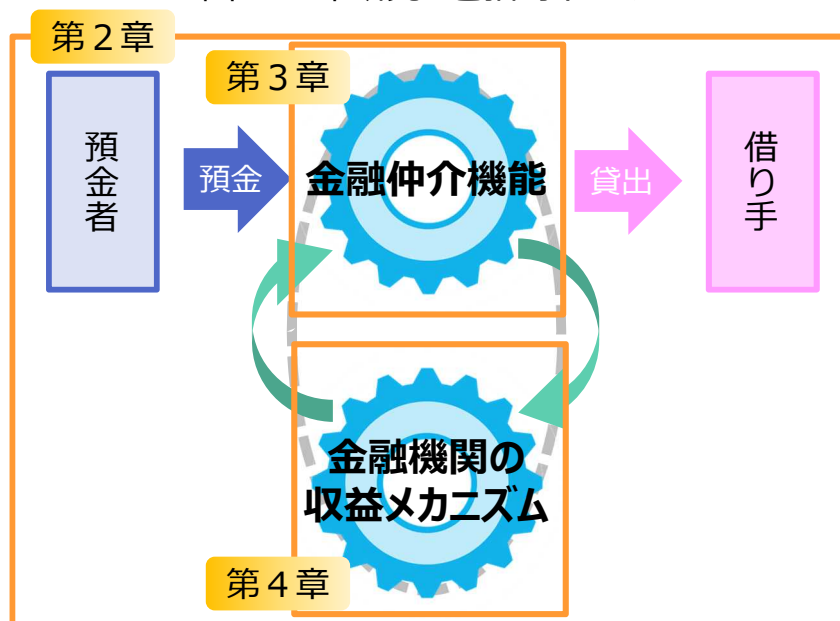 第２章
預金者
預金
第３章
金融仲介機能
貸出
借り手
金融機関の
収益メカニズム
第４章